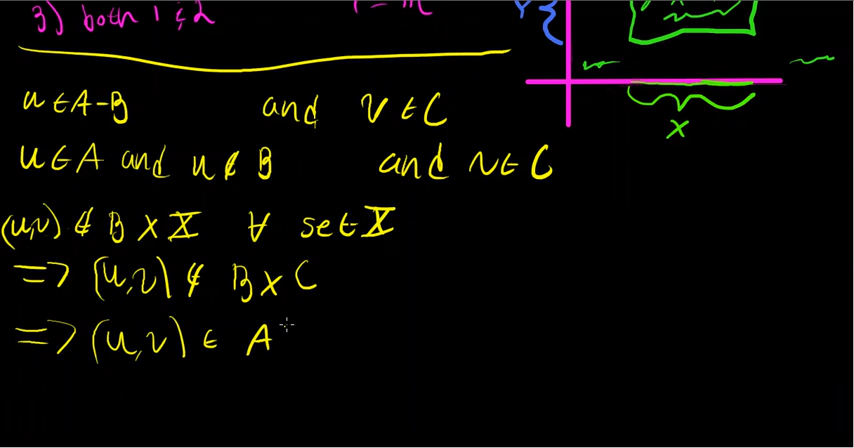 3) both 1 & 2
Y
X
u ∈ A - B and v ∈ C
u ∈ A and u ∉ B and v ∈ C
(u,v) ∉ B × X ∀ set X
=> (u,v) ∉ B × C
=> (u,v) ∈ A